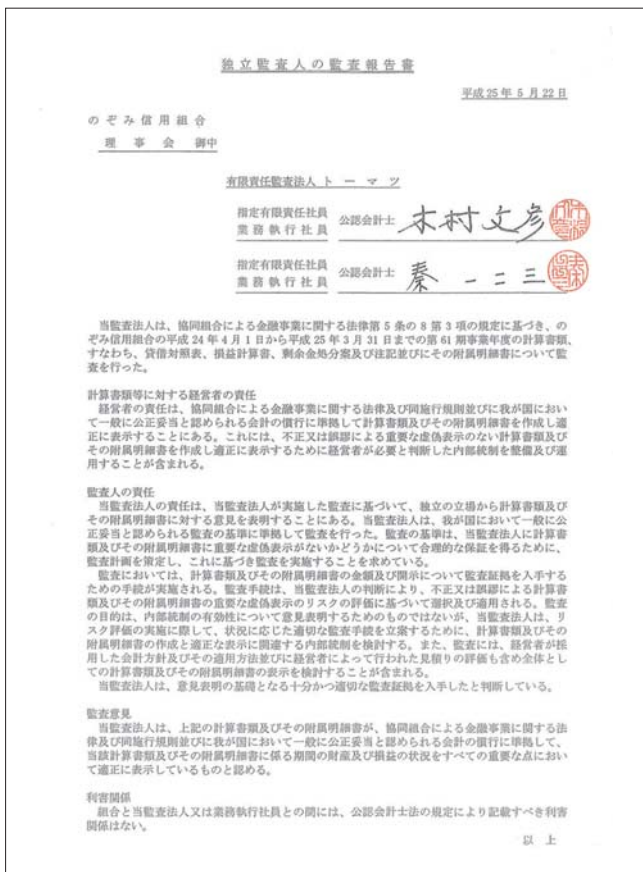 独立監査人の監査報告書
平成25年5月22日
のぞみ信用組合
理事会 御中
有限責任監査法人 トーマツ
指定有限責任社員
業務執行社員 公認会計士 木村文彦
指定有限責任社員
業務執行社員 公認会計士 秦 一二三
当監査法人は、協同組合による金融事業に関する法律第5条の8第3項の規定に基づき、の
ぞみ信用組合の平成24年4月1日から平成25年3月31日までの第61期事業年度の計算書類、
すなわち、貸借対照表、損益計算書、剰余金処分案及び注記並びにその附属明細書について監
査を行った。
計算書類等に対する経営者の責任
経営者の責任は、協同組合による金融事業に関する法律及び同施行規則並びに我が国におい
て一般に公正妥当と認められる会計の慣行に準拠して計算書類及びその附属明細書を作成し適
正に表示することにある。これには、不正又は誤謬による重要な虚偽表示のない計算書類及び
その附属明細書を作成し適正に表示するために経営者が必要と判断した内部統制を整備及び運
用することが含まれる。
監査人の責任
当監査法人の責任は、当監査法人が実施した監査に基づいて、独立の立場から計算書類及び
その附属明細書に対する意見を表明することにある。当監査法人は、我が国において一般に公
正妥当と認められる監査の基準に準拠して監査を行った。監査の基準は、当監査法人に計算書
類及びその附属明細書に重要な虚偽表示がないかどうかについて合理的な保証を得るために、
監査計画を策定し、これに基づき監査を実施することを求めている。
監査においては、計算書類及びその附属明細書の金額及び開示について監査証拠を入手する
ための手続が実施される。監査手続は、当監査法人の判断により、不正又は誤謬による計算書
類及びその附属明細書の重要な虚偽表示のリスクの評価に基づいて選択及び適用される。監査
の目的は、内部統制の有効性について意見表明するためのものではないが、当監査法人は、リ
スク評価の実施に際して、状況に応じた適切な監査手続を立案するために、計算書類及びその
附属明細書の作成と適正な表示に関連する内部統制を検討する。また、監査には、経営者が採
用した会計方針及びその適用方法並びに経営者によって行われた見積りの評価も含め全体とし
ての計算書類及びその附属明細書の表示を検討することが含まれる。
当監査法人は、意見表明の基礎となる十分かつ適切な監査証拠を入手したと判断している。
監査意見
当監査法人は、上記の計算書類及びその附属明細書が、協同組合による金融事業に関する法
律及び同施行規則並びに我が国において一般に公正妥当と認められる会計の慣行に準拠して、
当該計算書類及びその附属明細書に係る期間の財産及び損益の状況をすべての重要な点におい
て適正に表示しているものと認める。
利害関係
組合と当監査法人又は業務執行社員との間には、公認会計士法の規定により記載すべき利害
関係はない。
以上